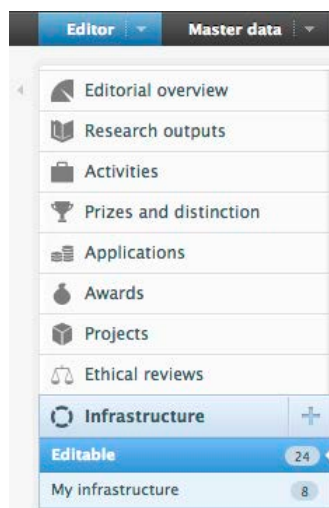 Editor Master data
Editorial overview
Research outputs
Activities
Prizes and distinction
Applications
Awards
Projects
Ethical reviews
Infrastructure
Editable 24
My infrastructure 8